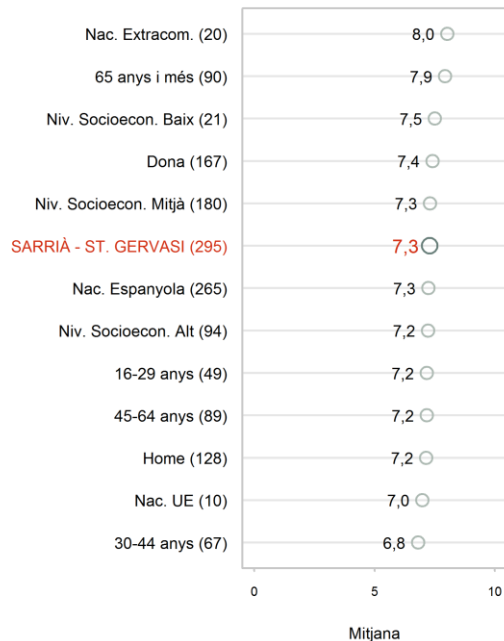 Nac. Extracom. (20) 8,0
65 anys i més (90) 7,9
Niv. Socioecon. Baix (21) 7,5
Dona (167) 7,4
Niv. Socioecon. Mitjà (180) 7,3
SARRIÀ - ST. GERVASI (295) 7,3
Nac. Espanyola (265) 7,3
Niv. Socioecon. Alt (94) 7,2
16-29 anys (49) 7,2
45-64 anys (89) 7,2
Home (128) 7,2
Nac. UE (10) 7,0
30-44 anys (67) 6,8
0 5 10
Mitjana